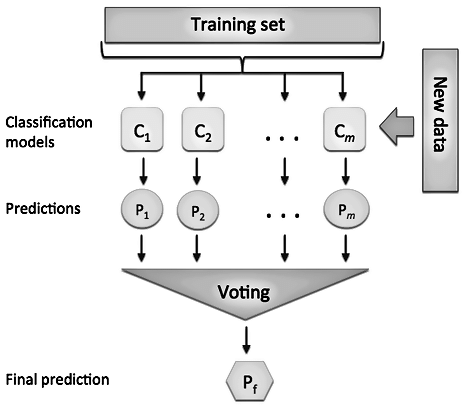 Training set
New data
Classification
models
C1 C2 . . . Cm
Predictions
P1 P2 . . . Pm
Voting
Final prediction
Pf